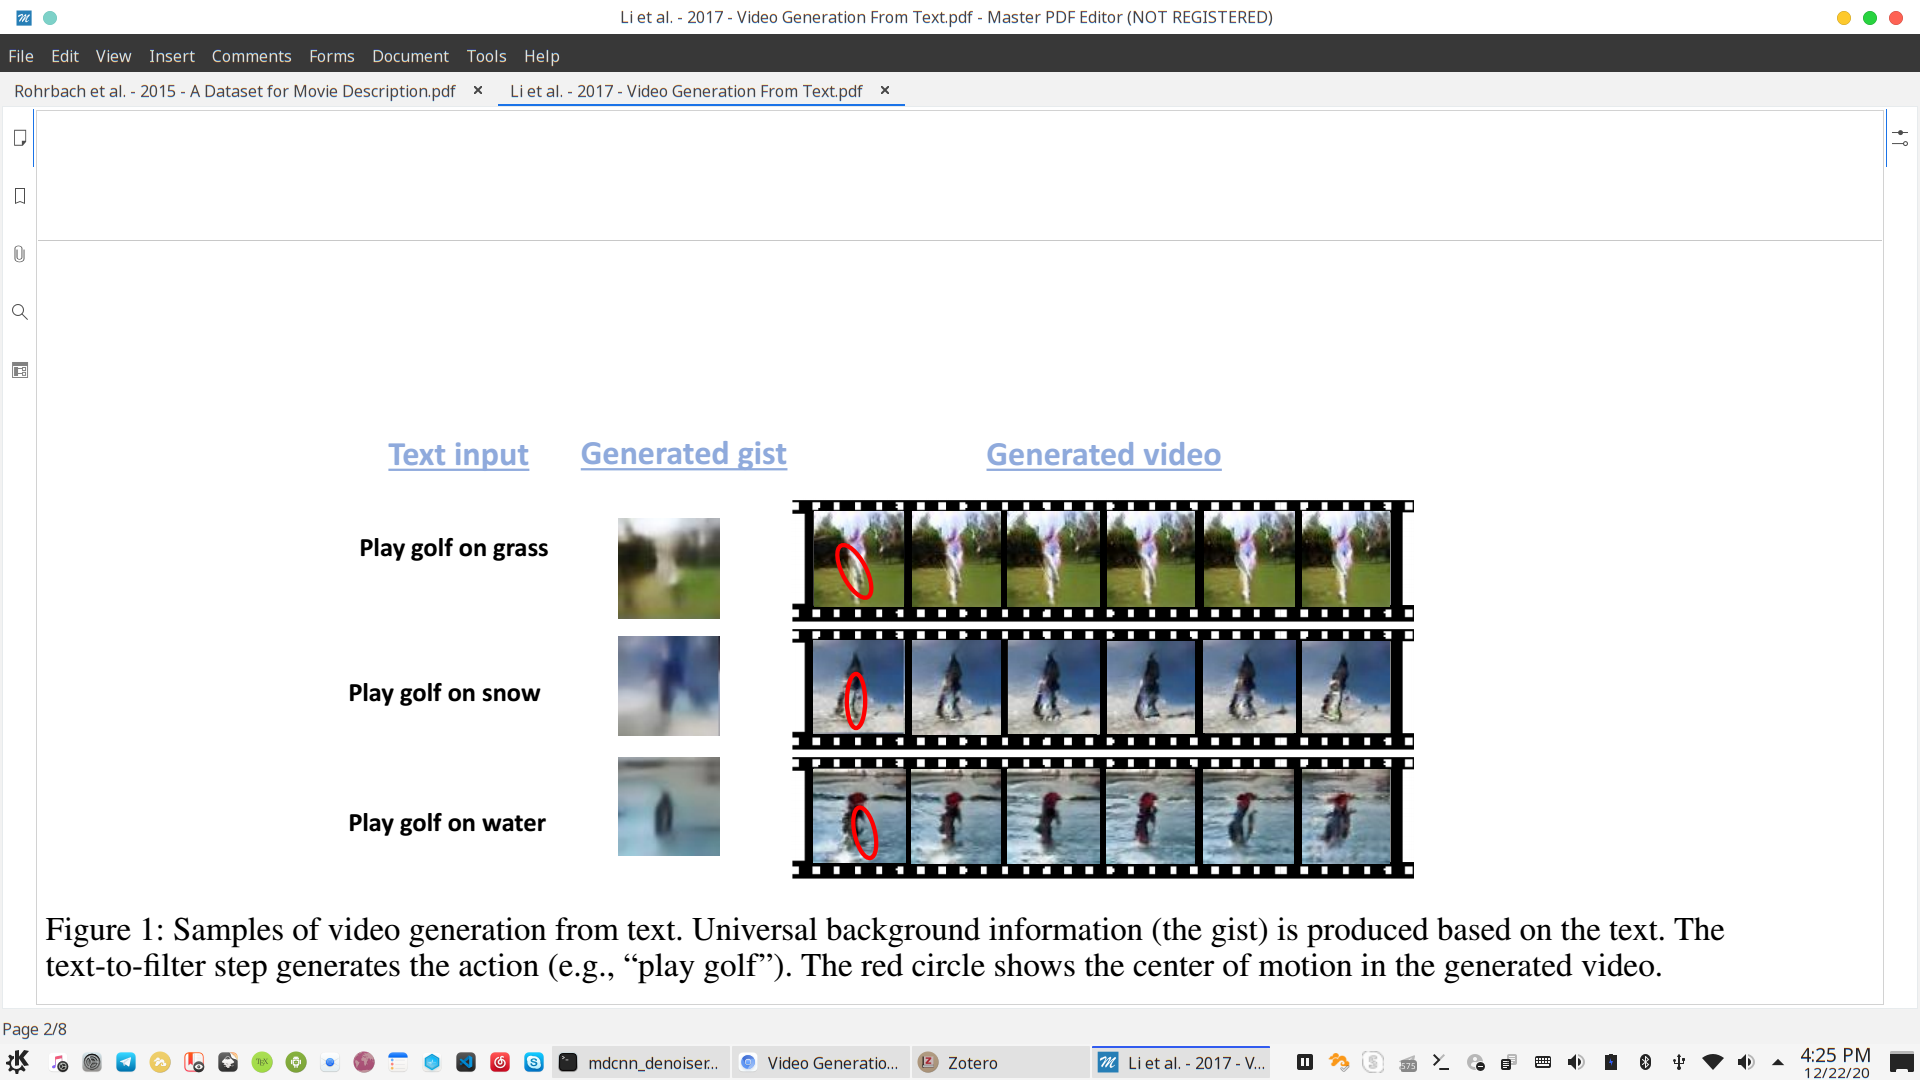 Li et al. - 2017 - Video Generation From Text.pdf - Master PDF Editor (NOT REGISTERED)
File Edit View Insert Comments Forms Document Tools Help
Rohrbach et al. - 2015 - A Dataset for Movie Description.pdf Li et al. - 2017 - Video Generation From Text.pdf
Text input Generated gist Generated video
Play golf on grass
Play golf on snow
Play golf on water
Figure 1: Samples of video generation from text. Universal background information (the gist) is produced based on the text. The
text-to-filter step generates the action (e.g., “play golf”). The red circle shows the center of motion in the generated video.
Page 2/8
mdcnn_denoiser... Video Generatio... Zotero Li et al. - 2017 - V... 575 4:25 PM
12/22/20